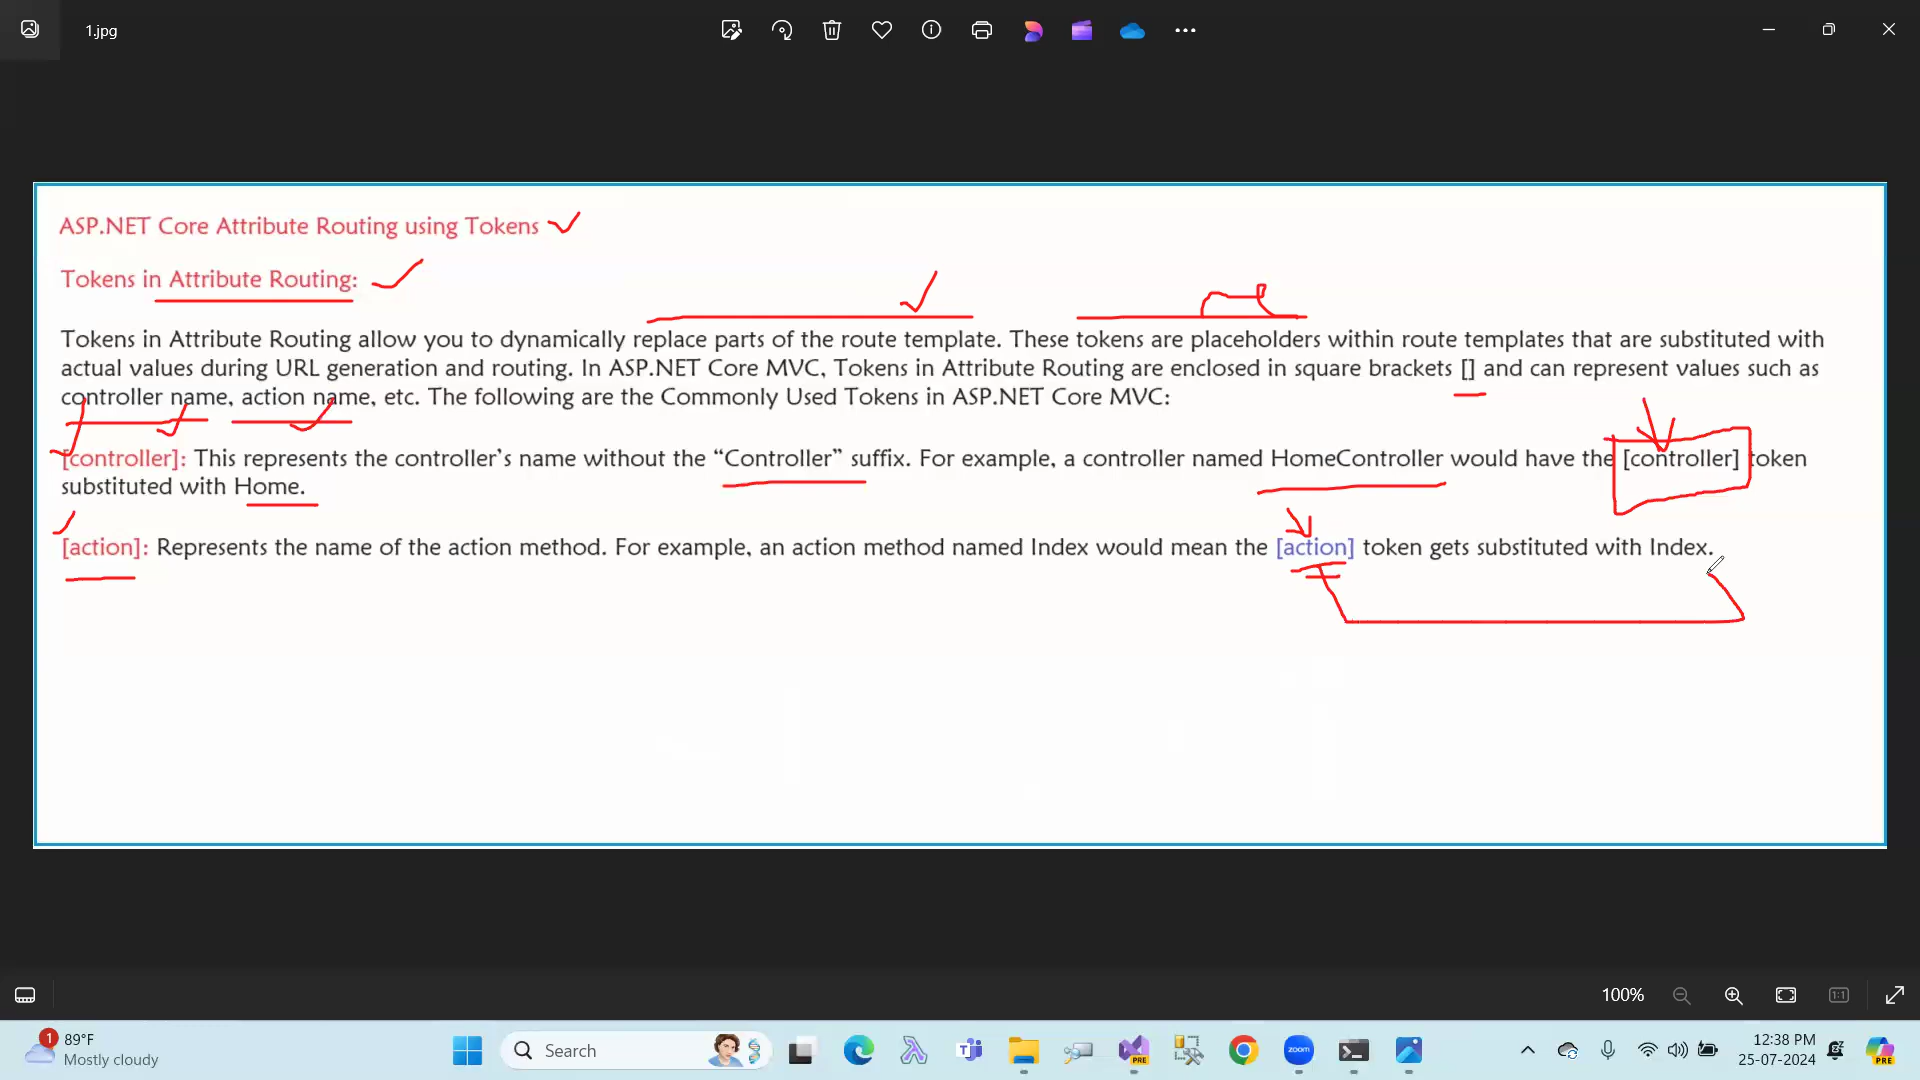 1.jpg
ASP.NET Core Attribute Routing using Tokens
Tokens in Attribute Routing:
Tokens in Attribute Routing allow you to dynamically replace parts of the route template. These tokens are placeholders within route templates that are substituted with
actual values during URL generation and routing. In ASP.NET Core MVC, Tokens in Attribute Routing are enclosed in square brackets [] and can represent values such as
controller name, action name, etc. The following are the Commonly Used Tokens in ASP.NET Core MVC:
[controller]: This represents the controller's name without the “Controller” suffix. For example, a controller named HomeController would have the [controller] token
substituted with Home.
[action]: Represents the name of the action method. For example, an action method named Index would mean the [action] token gets substituted with Index.
100%
1:1
1
89°F
Mostly cloudy
Search
PRE
zoom
12:38 PM
25-07-2024
PRE